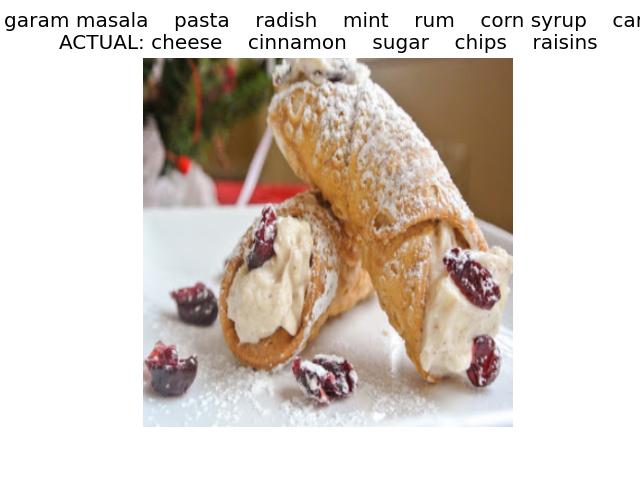 garam masala pasta radish mint rum corn syrup
ACTUAL: cheese cinnamon sugar chips raisins